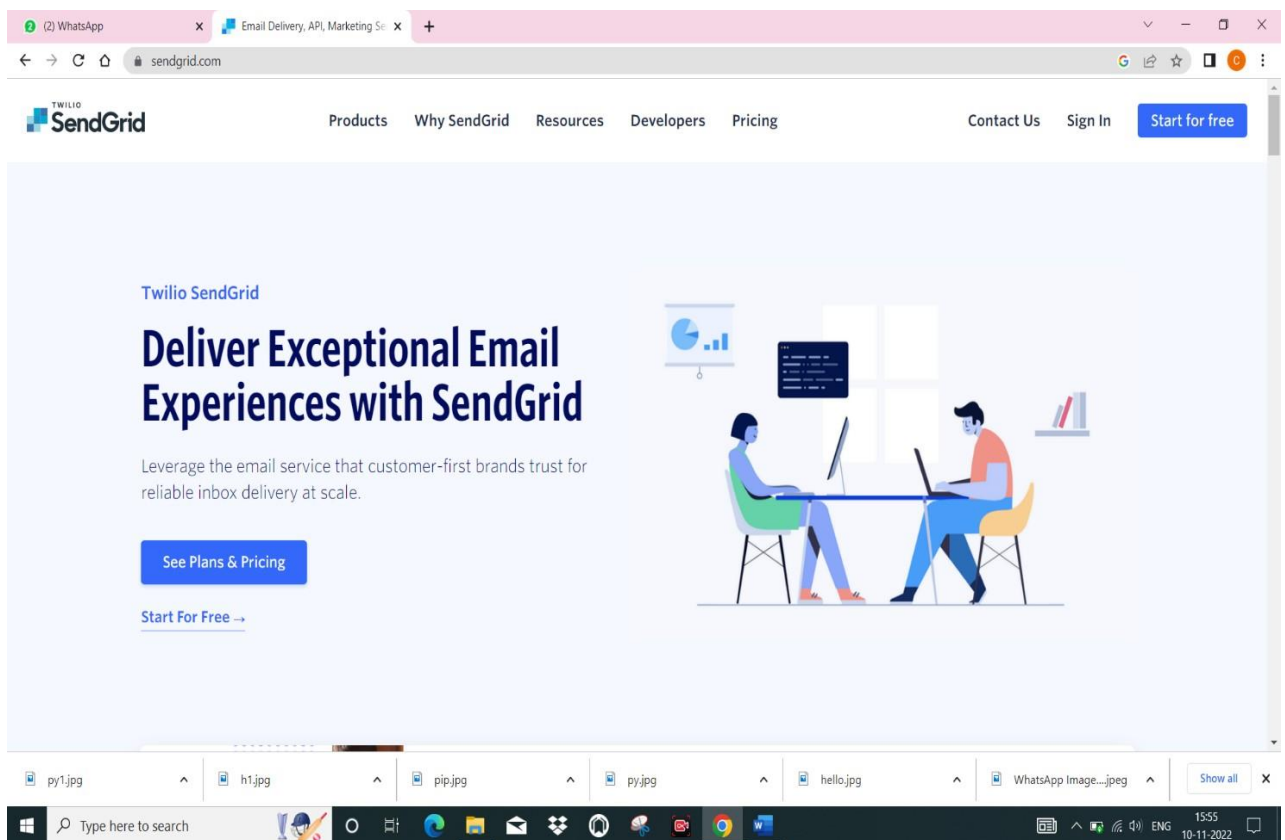 (2) WhatsApp
Email Delivery, API, Marketing Se
sendgrid.com
TWILIO
SendGrid
Products Why SendGrid Resources Developers Pricing Contact Us Sign In Start for free
Twilio SendGrid
Deliver Exceptional Email
Experiences with SendGrid
Leverage the email service that customer-first brands trust for
reliable inbox delivery at scale.
See Plans & Pricing
Start For Free →
py1.jpg h1.jpg pip.jpg py.jpg hello.jpg WhatsApp Image....jpeg Show all
Type here to search
ENG
15:55
10-11-2022